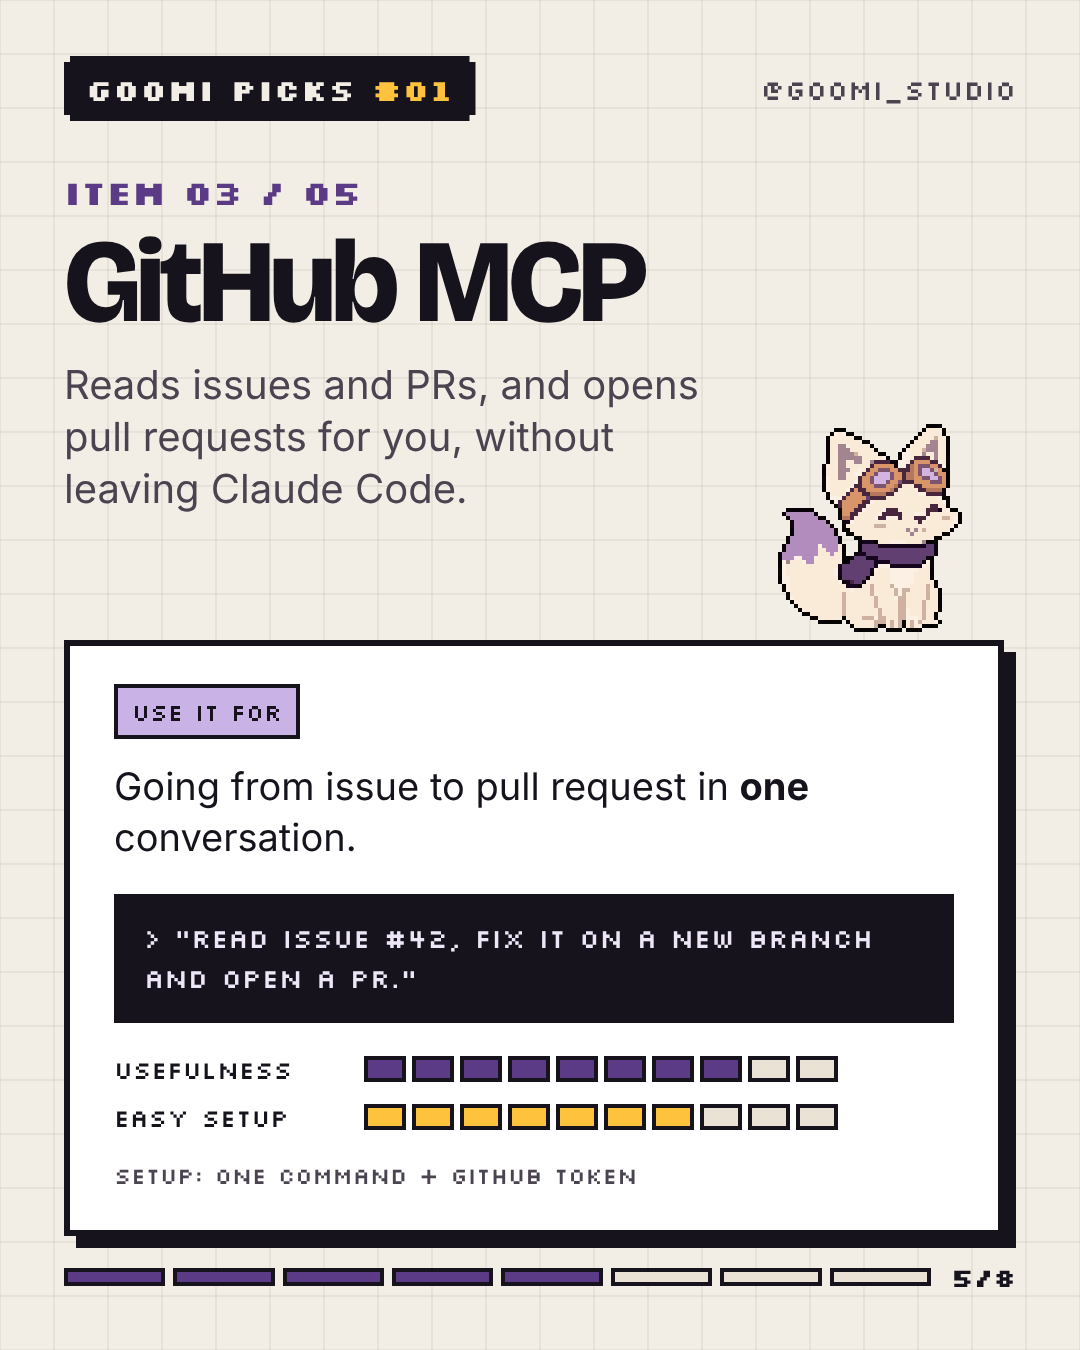 GOOMI PICKS #01
@GOOMI_STUDIO
ITEM 03 / 05
GitHub MCP
Reads issues and PRs, and opens
pull requests for you, without
leaving Claude Code.
USE IT FOR
Going from issue to pull request in one
conversation.
> "READ ISSUE #42, FIX IT ON A NEW BRANCH
AND OPEN A PR."
USEFULNESS
EASY SETUP
SETUP: ONE COMMAND + GITHUB TOKEN
5/8